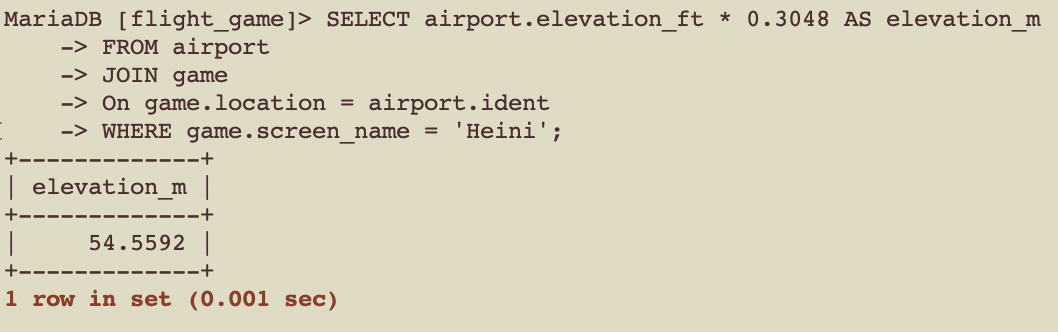 MariaDB [flight_game]> SELECT airport.elevation_ft * 0.3048 AS elevation_m
    -> FROM airport
    -> JOIN game
    -> On game.location = airport.ident
    -> WHERE game.screen_name = 'Heini';
+-------------+
| elevation_m |
+-------------+
|     54.5592 |
+-------------+
1 row in set (0.001 sec)